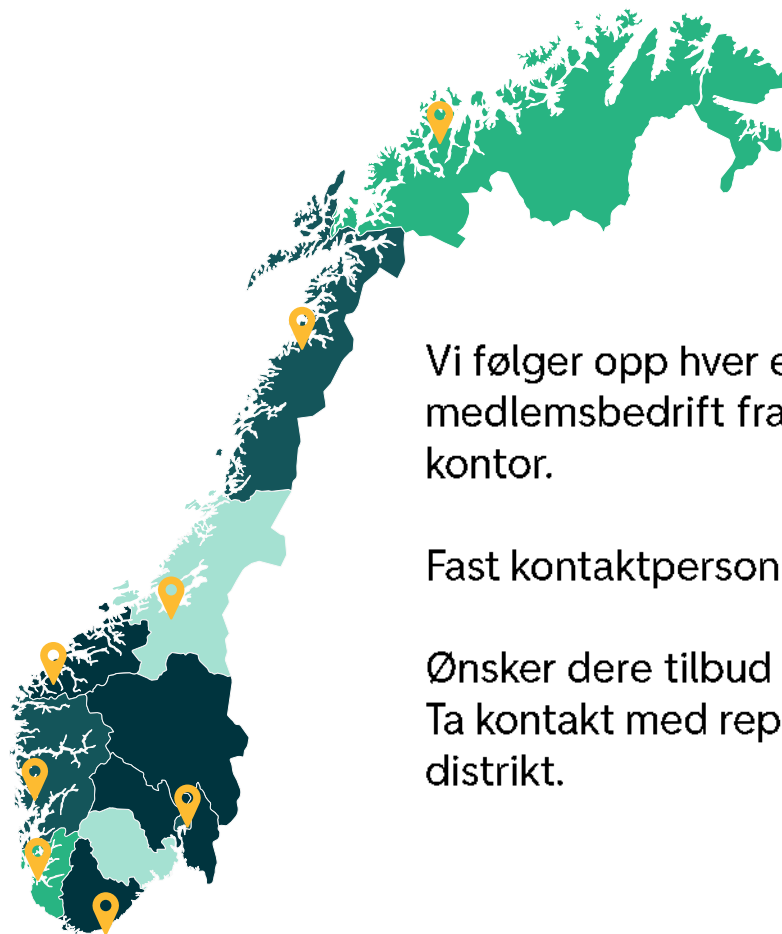 Vi følger opp hver e
medlemsbedrift fra
kontor.
Fast kontaktperson
Ønsker dere tilbud
Ta kontakt med rep
distrikt.